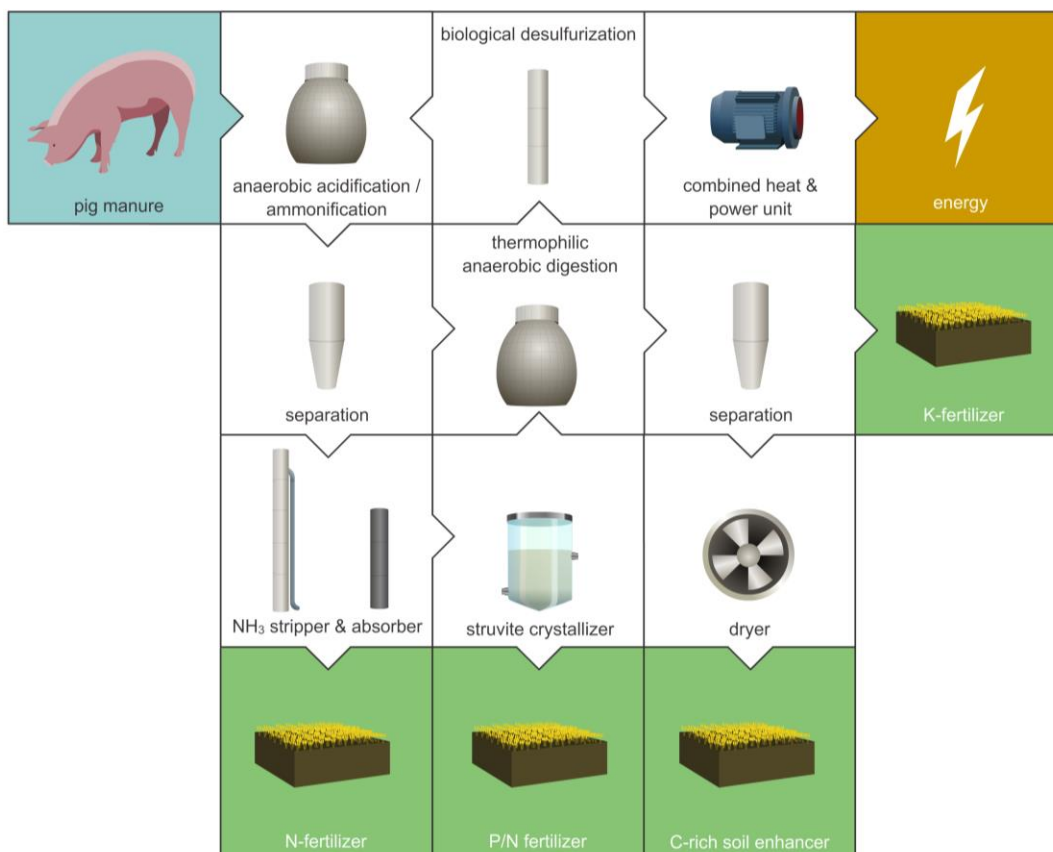 biological desulfurization
pig manure
anaerobic acidification /
ammonification
combined heat &
power unit
energy
thermophilic
anaerobic digestion
separation
separation
K-fertilizer
NH₃ stripper & absorber
struvite crystallizer
dryer
N-fertilizer
P/N fertilizer
C-rich soil enhancer